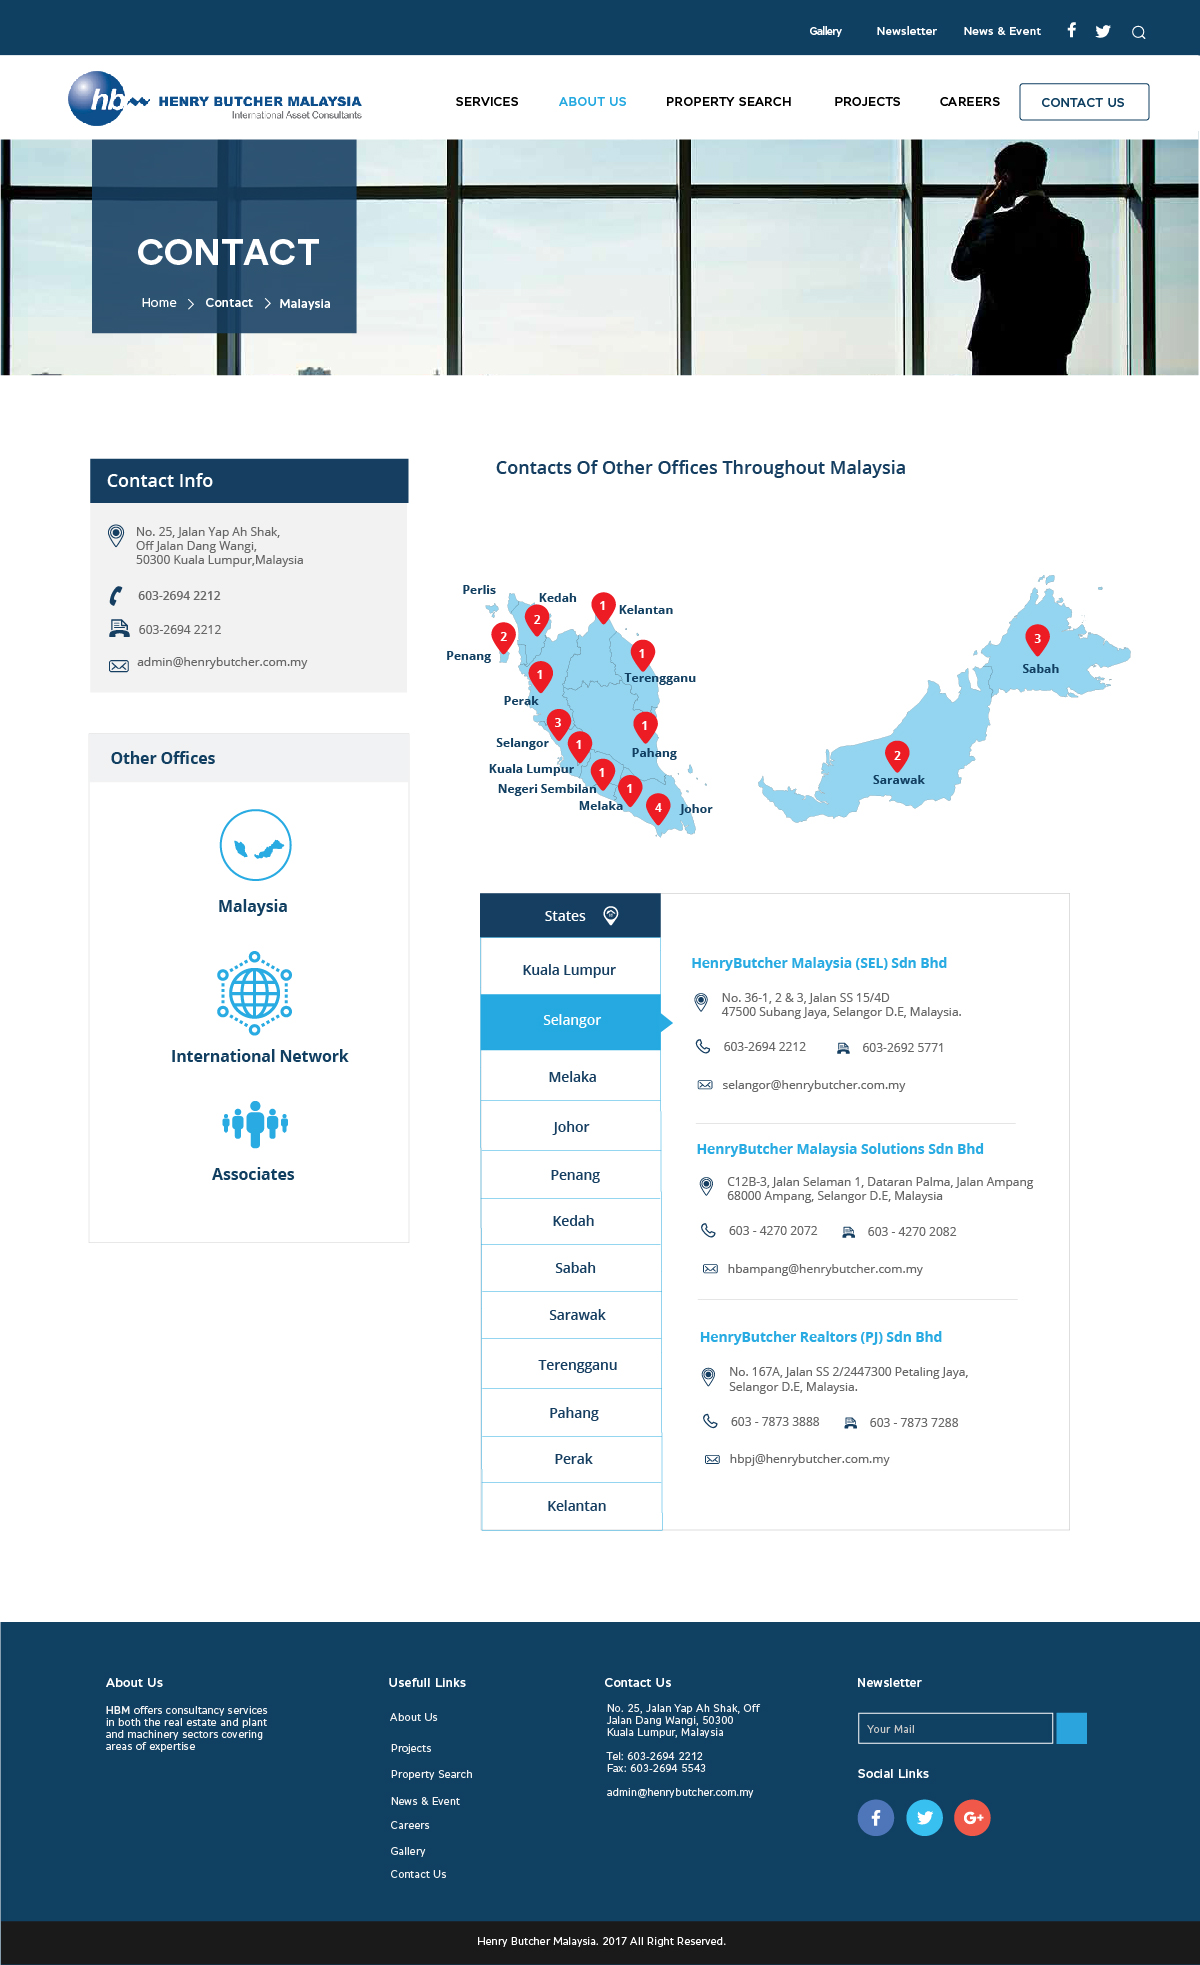 Gallery
Newsletter
News & Event
hb
HENRY BUTCHER MALAYSIA
International Asset Consultants
SERVICES
ABOUT US
PROPERTY SEARCH
PROJECTS
CAREERS
CONTACT US
CONTACT
Home
Contact
Malaysia
Contact Info
No. 25, Jalan Yap Ah Shak,
Off Jalan Dang Wangi,
50300 Kuala Lumpur,Malaysia
603-2694 2212
603-2694 2212
admin@henrybutcher.com.my
Other Offices
Malaysia
International Network
Associates
Contacts Of Other Offices Throughout Malaysia
Perlis
Kedah
2
1
Kelantan
2
Penang
1
Terengganu
1
Perak
3
Selangor
1
Pahang
1
Kuala Lumpur
1
Negeri Sembilan
1
Melaka
4
Johor
3
Sabah
2
Sarawak
States
Kuala Lumpur
Selangor
Melaka
Johor
Penang
Kedah
Sabah
Sarawak
Terengganu
Pahang
Perak
Kelantan
HenryButcher Malaysia (SEL) Sdn Bhd
No. 36-1, 2 & 3, Jalan SS 15/4D
47500 Subang Jaya, Selangor D.E, Malaysia.
603-2694 2212
603-2692 5771
selangor@henrybutcher.com.my
HenryButcher Malaysia Solutions Sdn Bhd
C12B-3, Jalan Selaman 1, Dataran Palma, Jalan Ampang
68000 Ampang, Selangor D.E, Malaysia
603 - 4270 2072
603 - 4270 2082
hbampang@henrybutcher.com.my
HenryButcher Realtors (PJ) Sdn Bhd
No. 167A, Jalan SS 2/2447300 Petaling Jaya,
Selangor D.E, Malaysia.
603 - 7873 3888
603 - 7873 7288
hbpj@henrybutcher.com.my
About Us
HBM offers consultancy services
in both the real estate and plant
and machinery sectors covering
areas of expertise
Usefull Links
About Us
Projects
Property Search
News & Event
Careers
Gallery
Contact Us
Contact Us
No. 25, Jalan Yap Ah Shak, Off
Jalan Dang Wangi, 50300
Kuala Lumpur, Malaysia
Tel: 603-2694 2212
Fax: 603-2694 5543
admin@henrybutcher.com.my
Newsletter
Your Mail
Social Links
Henry Butcher Malaysia. 2017 All Right Reserved.